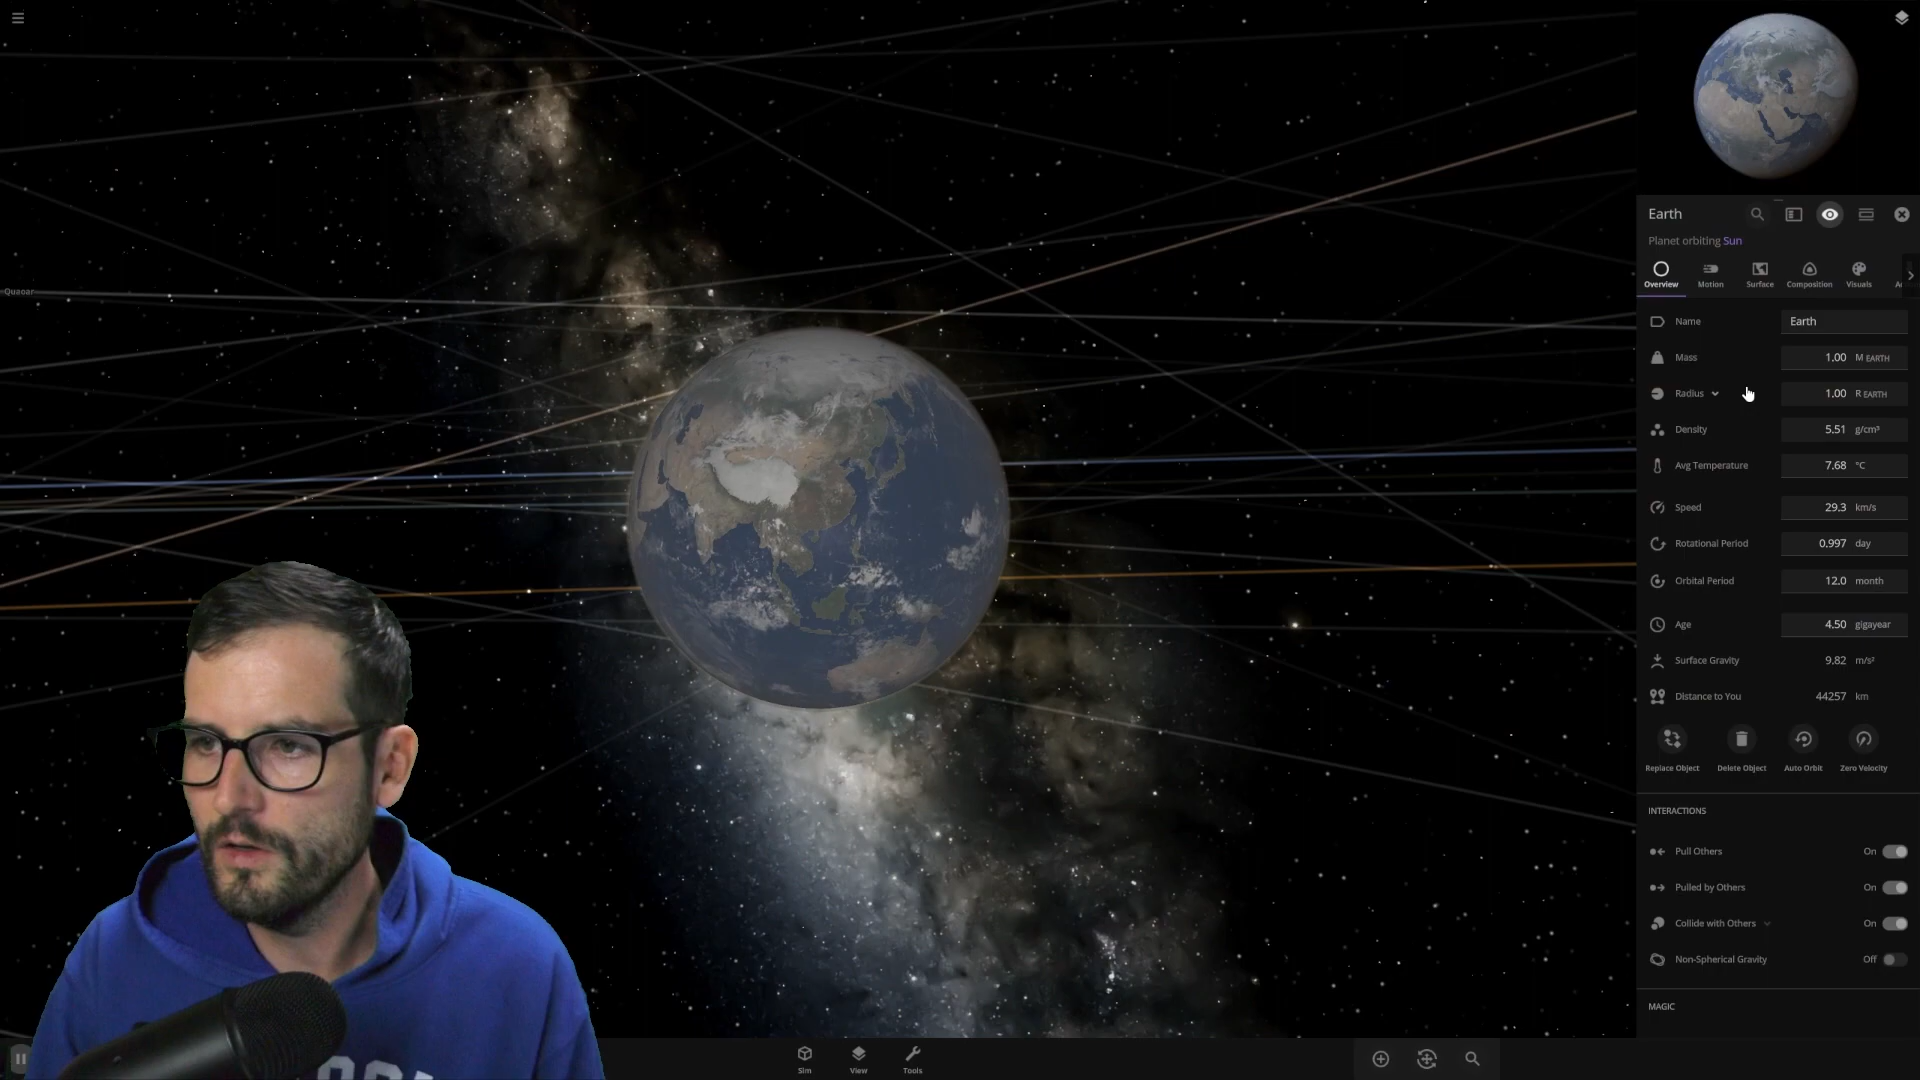 Quaoar
Earth
Planet orbiting Sun
Overview Motion Surface Composition Visuals
Name Earth
Mass 1.00 M EARTH
Radius 1.00 R EARTH
Density 5.51 g/cm³
Avg Temperature 7.68 °C
Speed 29.3 km/s
Rotational Period 0.997 day
Orbital Period 12.0 month
Age 4.50 gigayear
Surface Gravity 9.82 m/s²
Distance to You 44257 km
Replace Object Delete Object Auto Orbit Zero Velocity
INTERACTIONS
Pull Others On
Pulled by Others On
Collide with Others On
Non-Spherical Gravity Off
MAGIC
Sim View Tools